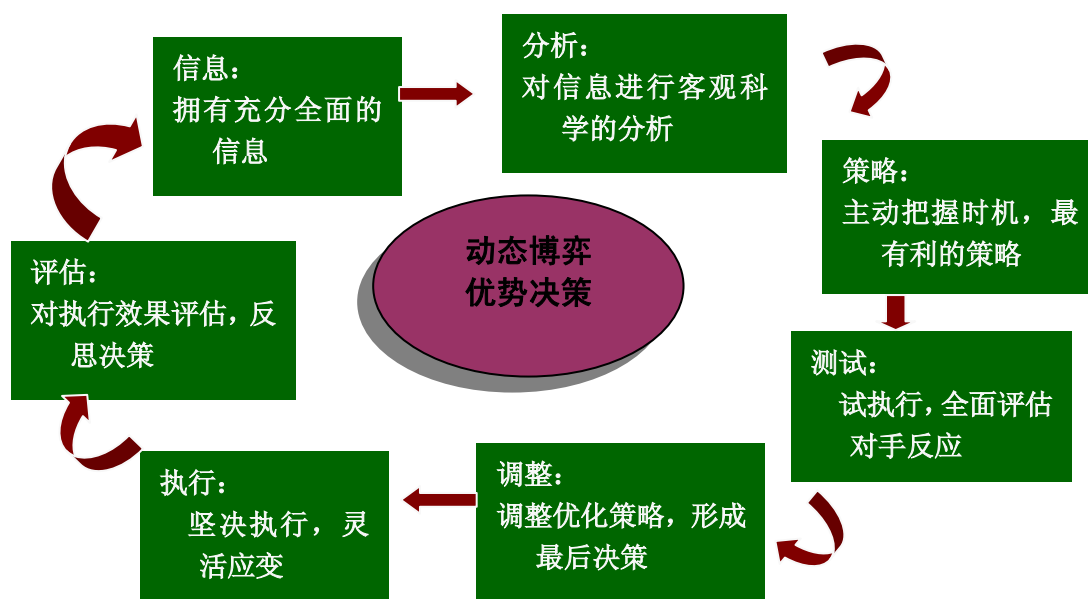 信息：
拥有充分全面的
信息
分析：
对信息进行客观科
学的分析
策略：
主动把握时机，最
有利的策略
测试：
试执行，全面评估
对手反应
调整：
调整优化策略，形成
最后决策
执行：
坚决执行，灵
活应变
评估：
对执行效果评估，反
思决策
动态博弈
优势决策